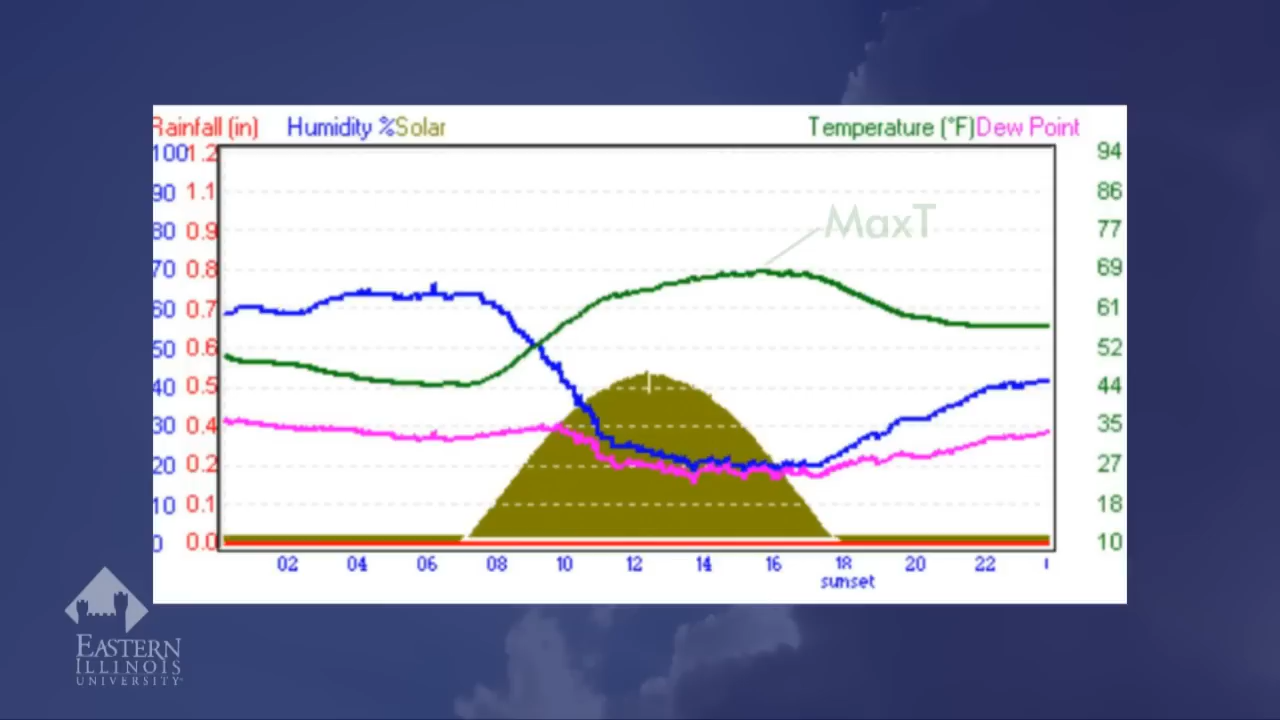 Rainfall (in) Humidity %Solar Temperature (°F)Dew Point
100 1.2 94
90 1.1 86
MaxT
80 0.9 77
70 0.8 69
60 0.7 61
50 0.6 52
40 0.5 44
30 0.4 35
20 0.2 27
10 0.1 18
0 0.0 10
02 04 06 08 10 12 14 16 18 20 22
sunset
EASTERN
ILLINOIS
UNIVERSITY